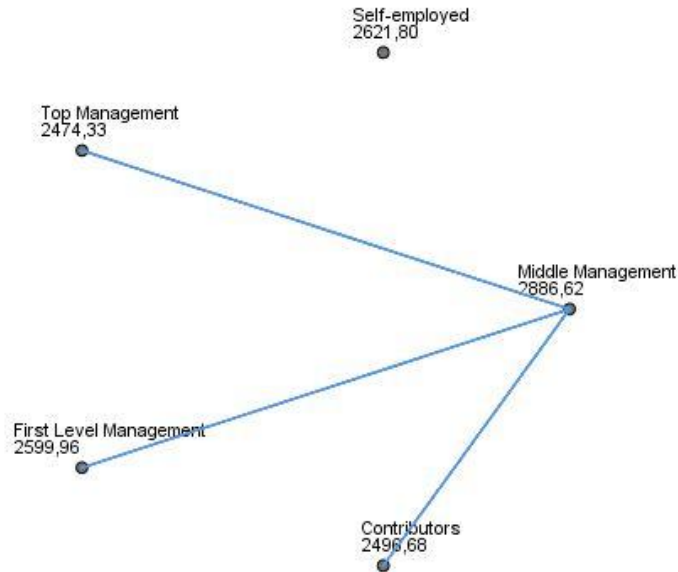 Self-employed
2621,80
Top Management
2474,33
Middle Management
2886,62
First Level Management
2599,96
Contributors
2496,68